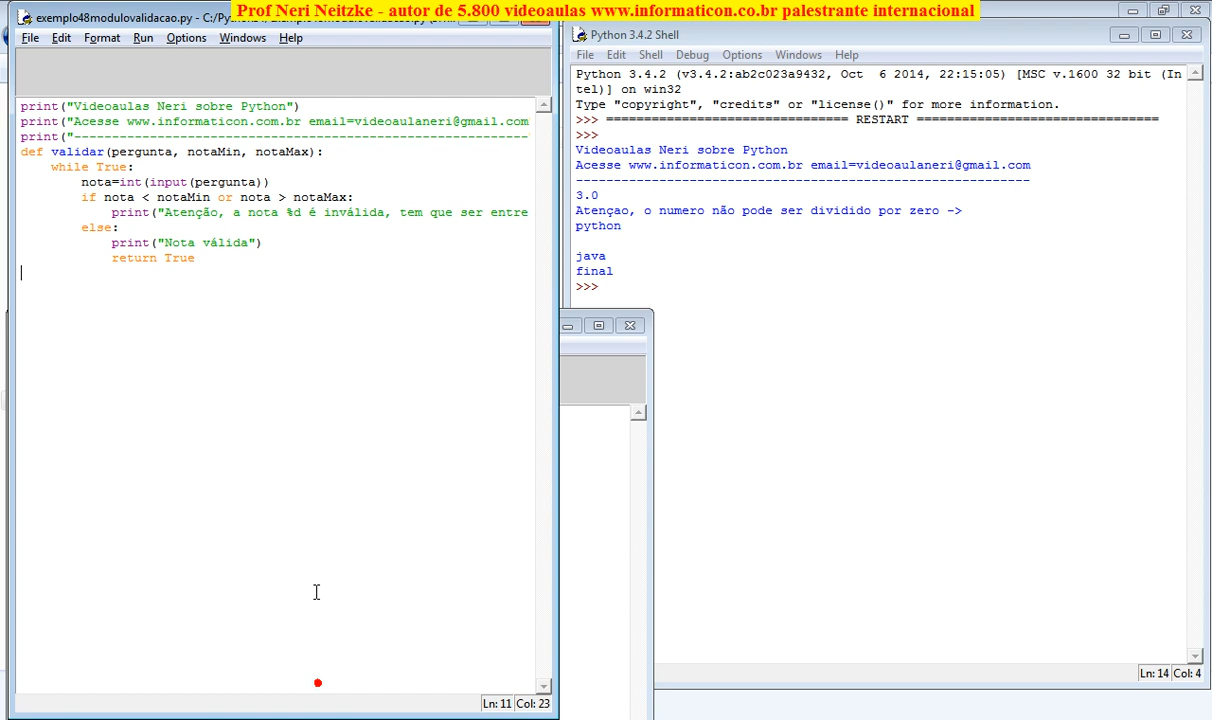 Prof Neri Neitzke - autor de 5.800 videoaulas www.informaticon.co.br palestrante internacional
exemplo48modulovalidacao.py - C:/Python
File Edit Format Run Options Windows Help
print("Videoaulas Neri sobre Python")
print("Acesse www.informaticon.com.br email=videoaulaneri@gmail.com
print("------------------------------------------------------------
def validar(pergunta, notaMin, notaMax):
while True:
nota=int(input(pergunta))
if nota < notaMin or nota > notaMax:
print("Atenção, a nota %d é inválida, tem que ser entre
else:
print("Nota válida")
return True
Ln: 11 Col: 23
Python 3.4.2 Shell
File Edit Shell Debug Options Windows Help
Python 3.4.2 (v3.4.2:ab2c023a9432, Oct  6 2014, 22:15:05) [MSC v.1600 32 bit (In
tel)] on win32
Type "copyright", "credits" or "license()" for more information.
>>> ================================ RESTART ================================
>>>
Videoaulas Neri sobre Python
Acesse www.informaticon.com.br email=videoaulaneri@gmail.com
------------------------------------------------------------
3.0
Atençao, o numero não pode ser dividido por zero ->
python
java
final
>>>
Ln: 14 Col: 4